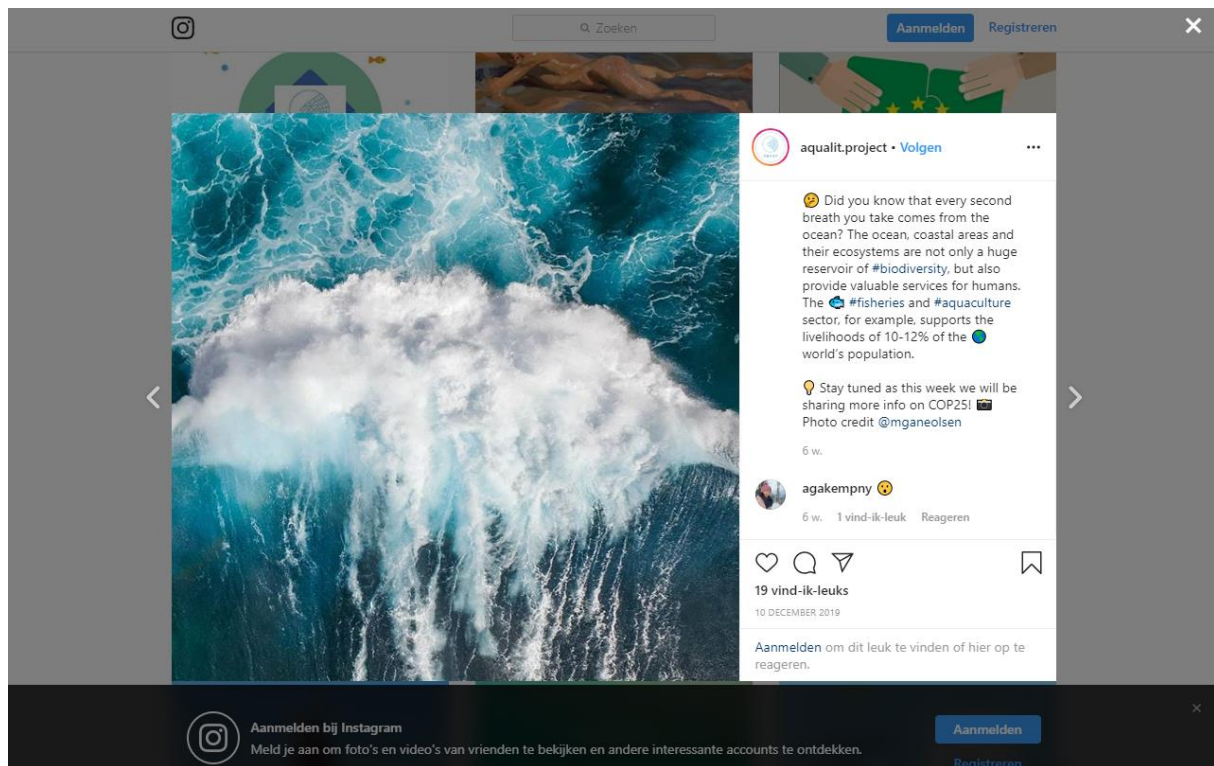 Zoeken
Aanmelden
Registreren
aqualit.project • Volgen
🤔 Did you know that every second
breath you take comes from the
ocean? The ocean, coastal areas and
their ecosystems are not only a huge
reservoir of #biodiversity, but also
provide valuable services for humans.
The 🐟 #fisheries and #aquaculture
sector, for example, supports the
livelihoods of 10-12% of the 🌍
world's population.
💡 Stay tuned as this week we will be
sharing more info on COP25! 📸
Photo credit @mganeolsen
6 w.
agakempny 😮
6 w. 1 vind-ik-leuk Reageren
19 vind-ik-leuks
10 DECEMBER 2019
Aanmelden om dit leuk te vinden of hier op te
reageren.
Aanmelden bij Instagram
Meld je aan om foto's en video's van vrienden te bekijken en andere interessante accounts te ontdekken.
Aanmelden
Registreren